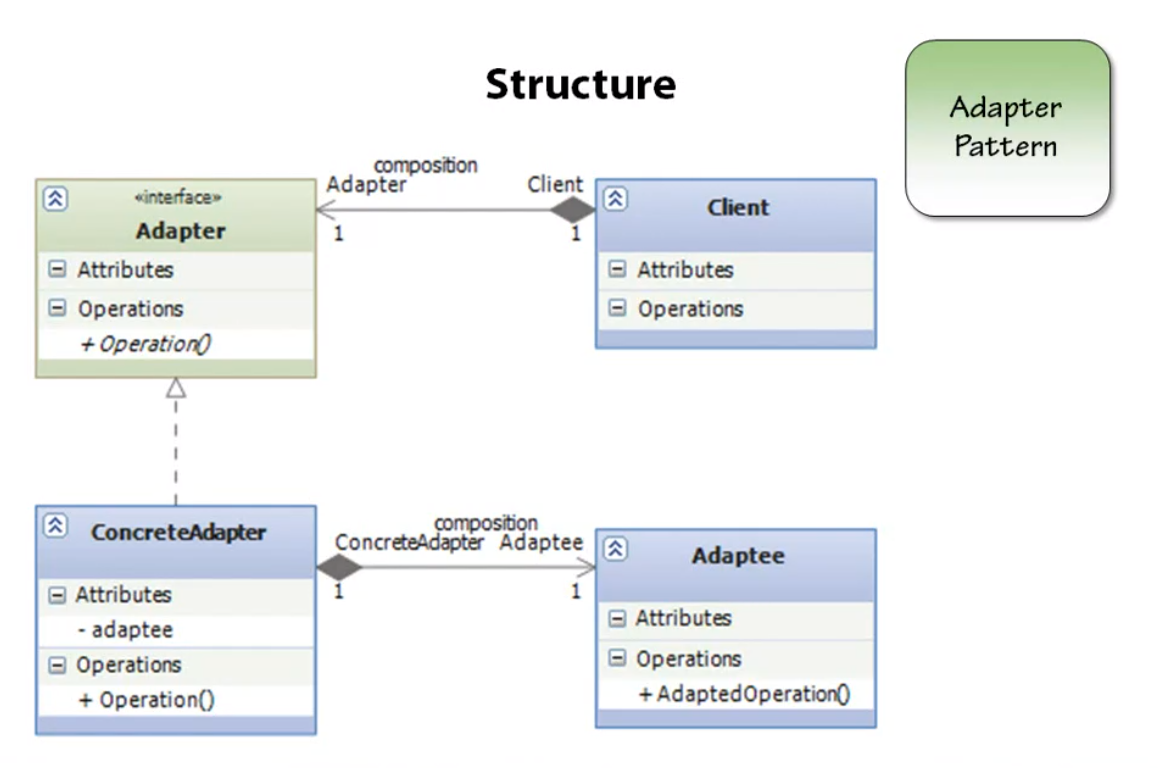 Structure
Adapter
Pattern
composition
Adapter
Client
1
1
«interface»
Adapter
Attributes
Operations
+ Operation()
Client
Attributes
Operations
ConcreteAdapter
Attributes
- adaptee
Operations
+ Operation()
composition
ConcreteAdapter
Adaptee
1
1
Adaptee
Attributes
Operations
+ AdaptedOperation()